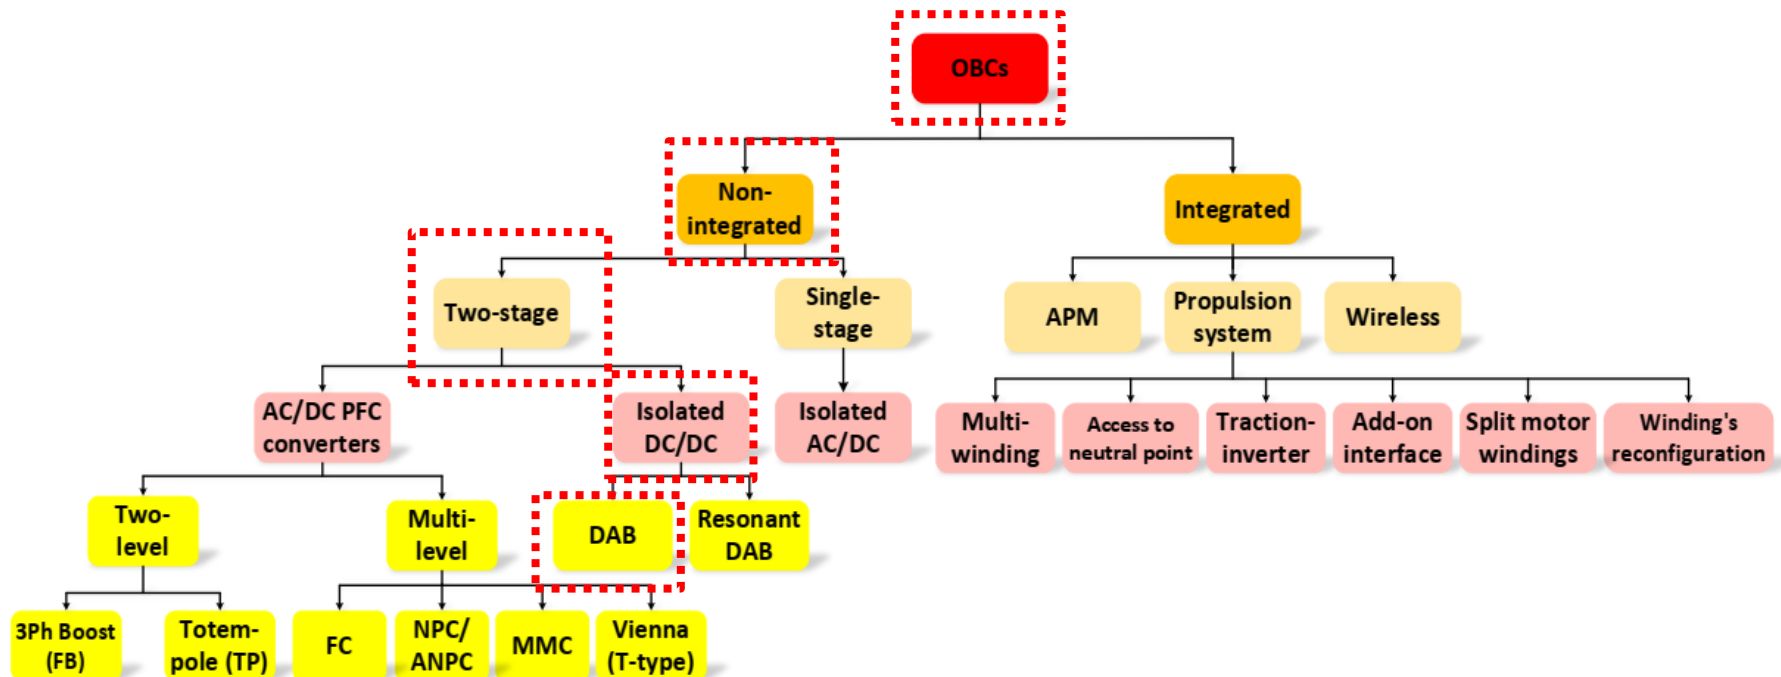 OBCs
Non-
integrated
Integrated
Two-stage
Single-
stage
APM
Propulsion
system
Wireless
AC/DC PFC
converters
Isolated
DC/DC
Isolated
AC/DC
Multi-
winding
Access to
neutral point
Traction-
inverter
Add-on
interface
Split motor
windings
Winding's
reconfiguration
Two-
level
Multi-
level
DAB
Resonant
DAB
3Ph Boost
(FB)
Totem-
pole (TP)
FC
NPC/
ANPC
MMC
Vienna
(T-type)